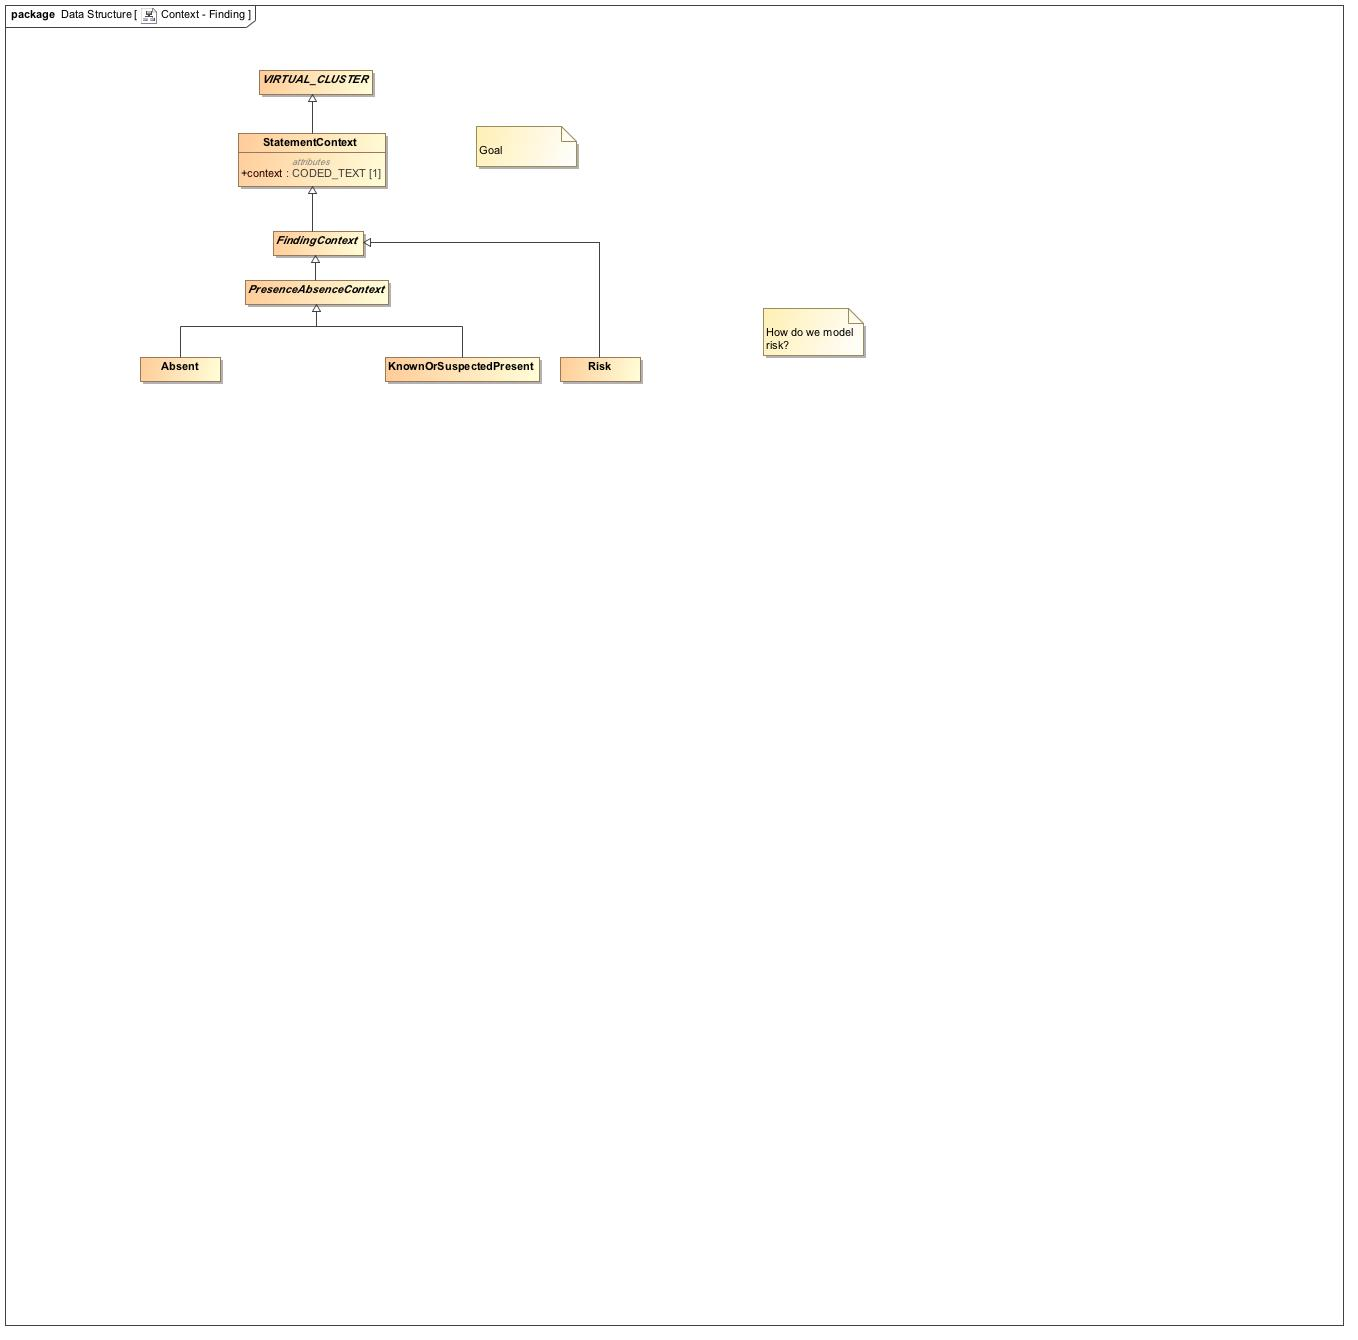 package Data Structure [ Context - Finding ]
VIRTUAL_CLUSTER
StatementContext
attributes
+context : CODED_TEXT [1]
Goal
FindingContext
PresenceAbsenceContext
How do we model
risk?
Absent
KnownOrSuspectedPresent
Risk